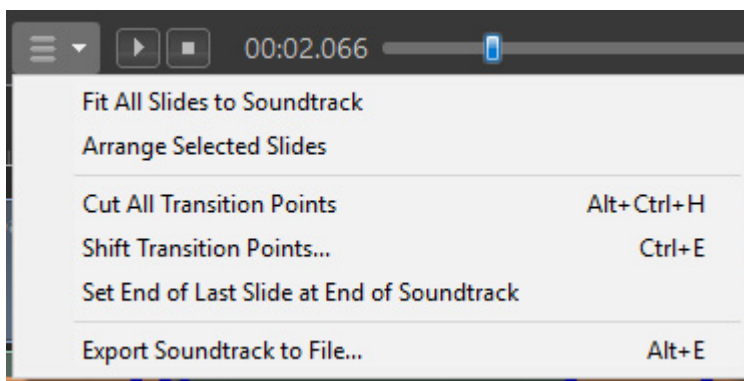 00:02.066
Fit All Slides to Soundtrack
Arrange Selected Slides
Cut All Transition Points Alt+Ctrl+H
Shift Transition Points... Ctrl+E
Set End of Last Slide at End of Soundtrack
Export Soundtrack to File... Alt+E